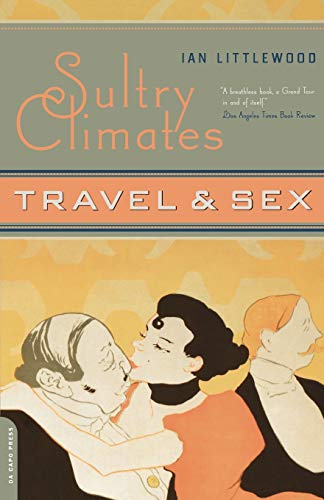 IAN LITTLEWOOD
Sultry
Climates
"A breathless book, a Grand Tour
in and of itself."
Los Angeles Times Book Review
TRAVEL & SEX
DA CAPO PRESS